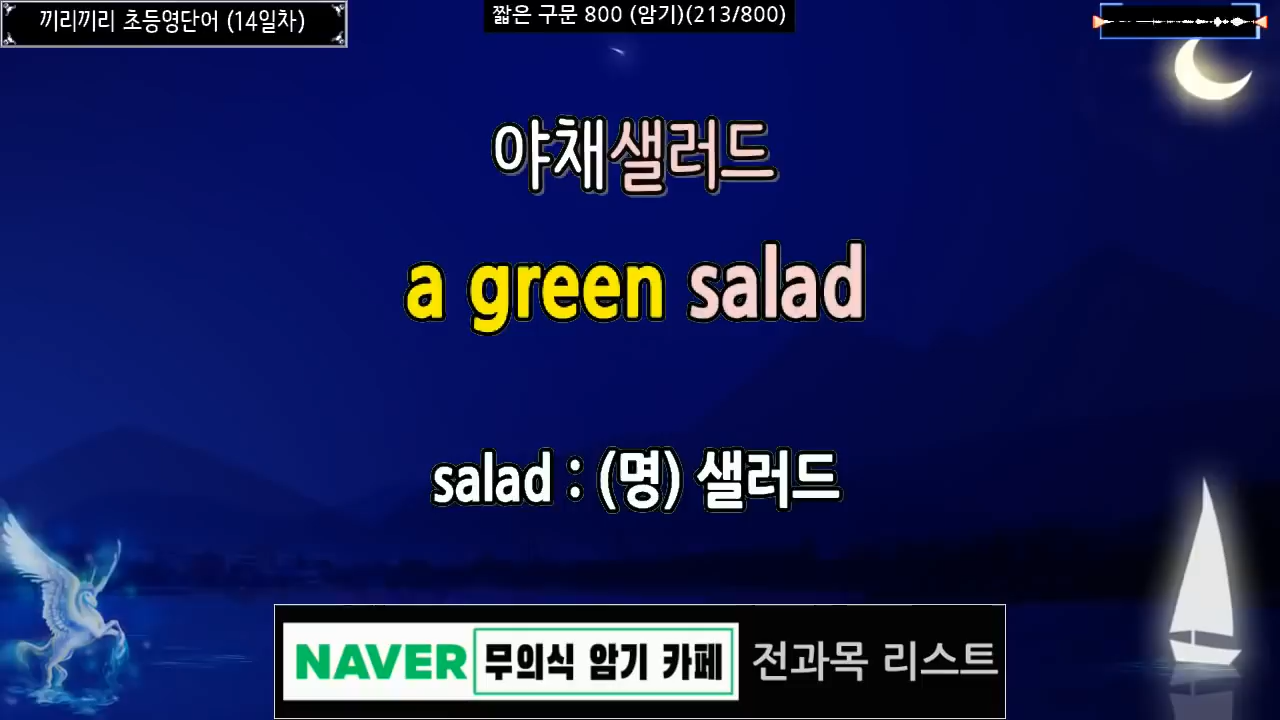 끼리끼리 초등영단어 (14일차)
짧은 구문 800 (암기)(213/800)
야채샐러드
a green salad
salad : (명) 샐러드
NAVER 무의식 암기 카페 전과목 리스트